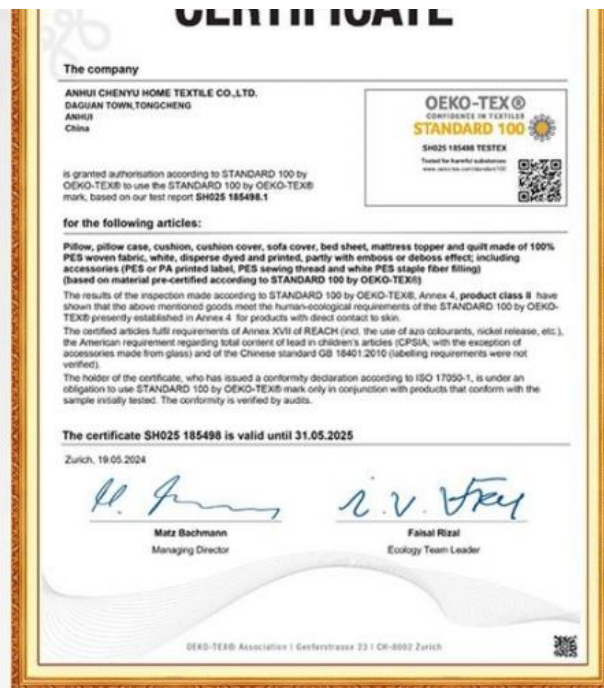 CERTIFICATE
The company
ANHUI CHENYU HOME TEXTILE CO.,LTD.
DAGUAN TOWN,TONGCHENG
ANHUI
China
OEKO-TEX®
CONFIDENCE IN TEXTILES
STANDARD 100
SH025 185498 TESTEX
Tested for harmful substances
www.oeko-tex.com/standard100
is granted authorisation according to STANDARD 100 by
OEKO-TEX® to use the STANDARD 100 by OEKO-TEX®
mark, based on our test report SH025 185498.1
for the following articles:
Pillow, pillow case, cushion, cushion cover, sofa cover, bed sheet, mattress topper and quilt made of 100%
PES woven fabric, white, disperse dyed and printed, partly with emboss or deboss effect; including
accessories (PES or PA printed label, PES sewing thread and white PES staple fiber filling)
(based on material pre-certified according to STANDARD 100 by OEKO-TEX®)
The results of the inspection made according to STANDARD 100 by OEKO-TEX®, Annex 4, product class II have
shown that the above mentioned goods meet the human-ecological requirements of the STANDARD 100 by OEKO-
TEX® presently established in Annex 4 for products with direct contact to skin.
The certified articles fulfil requirements of Annex XVII of REACH (incl. the use of azo colourants, nickel release, etc.),
the American requirement regarding total content of lead in children's articles (CPSIA; with the exception of
accessories made from glass) and of the Chinese standard GB 18401:2010 (labelling requirements were not
verified).
The holder of the certificate, who has issued a conformity declaration according to ISO 17050-1, is under an
obligation to use STANDARD 100 by OEKO-TEX® mark only in conjunction with products that conform with the
sample initially tested. The conformity is verified by audits.
The certificate SH025 185498 is valid until 31.05.2025
Zurich, 19.05.2024
Matz Bachmann
Managing Director
Faisal Rizal
Ecology Team Leader
OEKO-TEX® Association | Genferstrasse 23 | CH-8002 Zurich